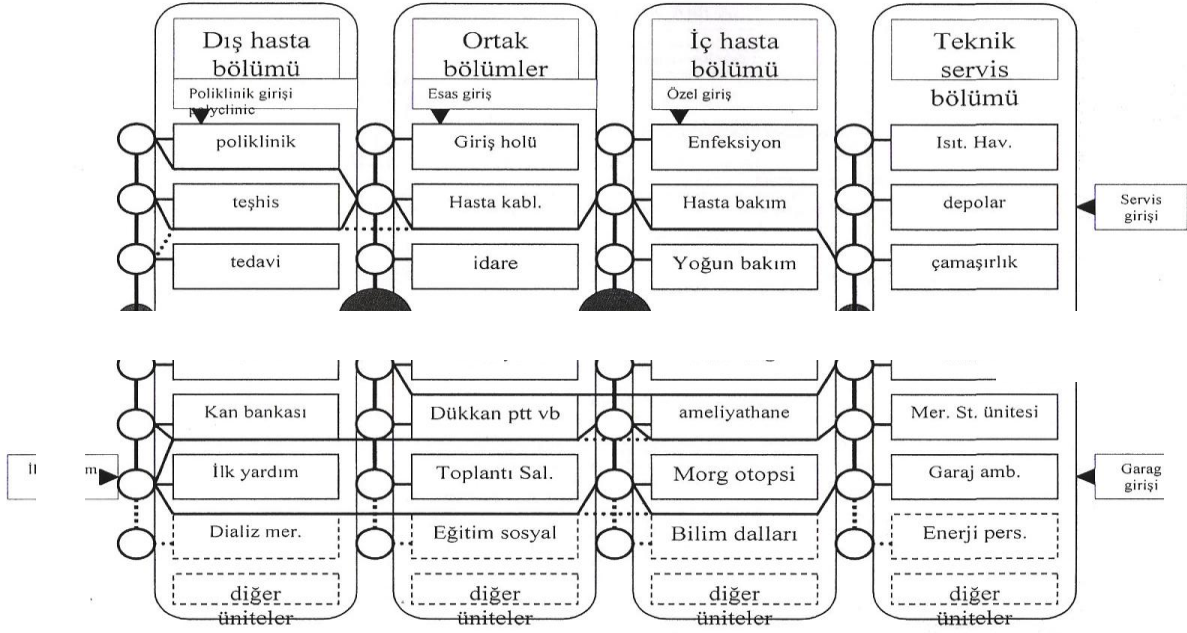 Dış hasta
bölümü
Ortak
bölümler
İç hasta
bölümü
Teknik
servis
bölümü
Poliklinik girişi
polyclinic
Esas giriş
Özel giriş
poliklinik
Giriş holü
Enfeksiyon
Isıt. Hav.
teşhis
Hasta kabl.
Hasta bakım
depolar
Servis
girişi
tedavi
idare
Yoğun bakım
çamaşırlık
Kan bankası
Dükkan ptt vb
ameliyathane
Mer. St. ünitesi
İlk yardım
Toplantı Sal.
Morg otopsi
Garaj amb.
Garag
girişi
Dializ mer.
Eğitim sosyal
Bilim dalları
Enerji pers.
diğer
üniteler
diğer
üniteler
diğer
üniteler
diğer
üniteler